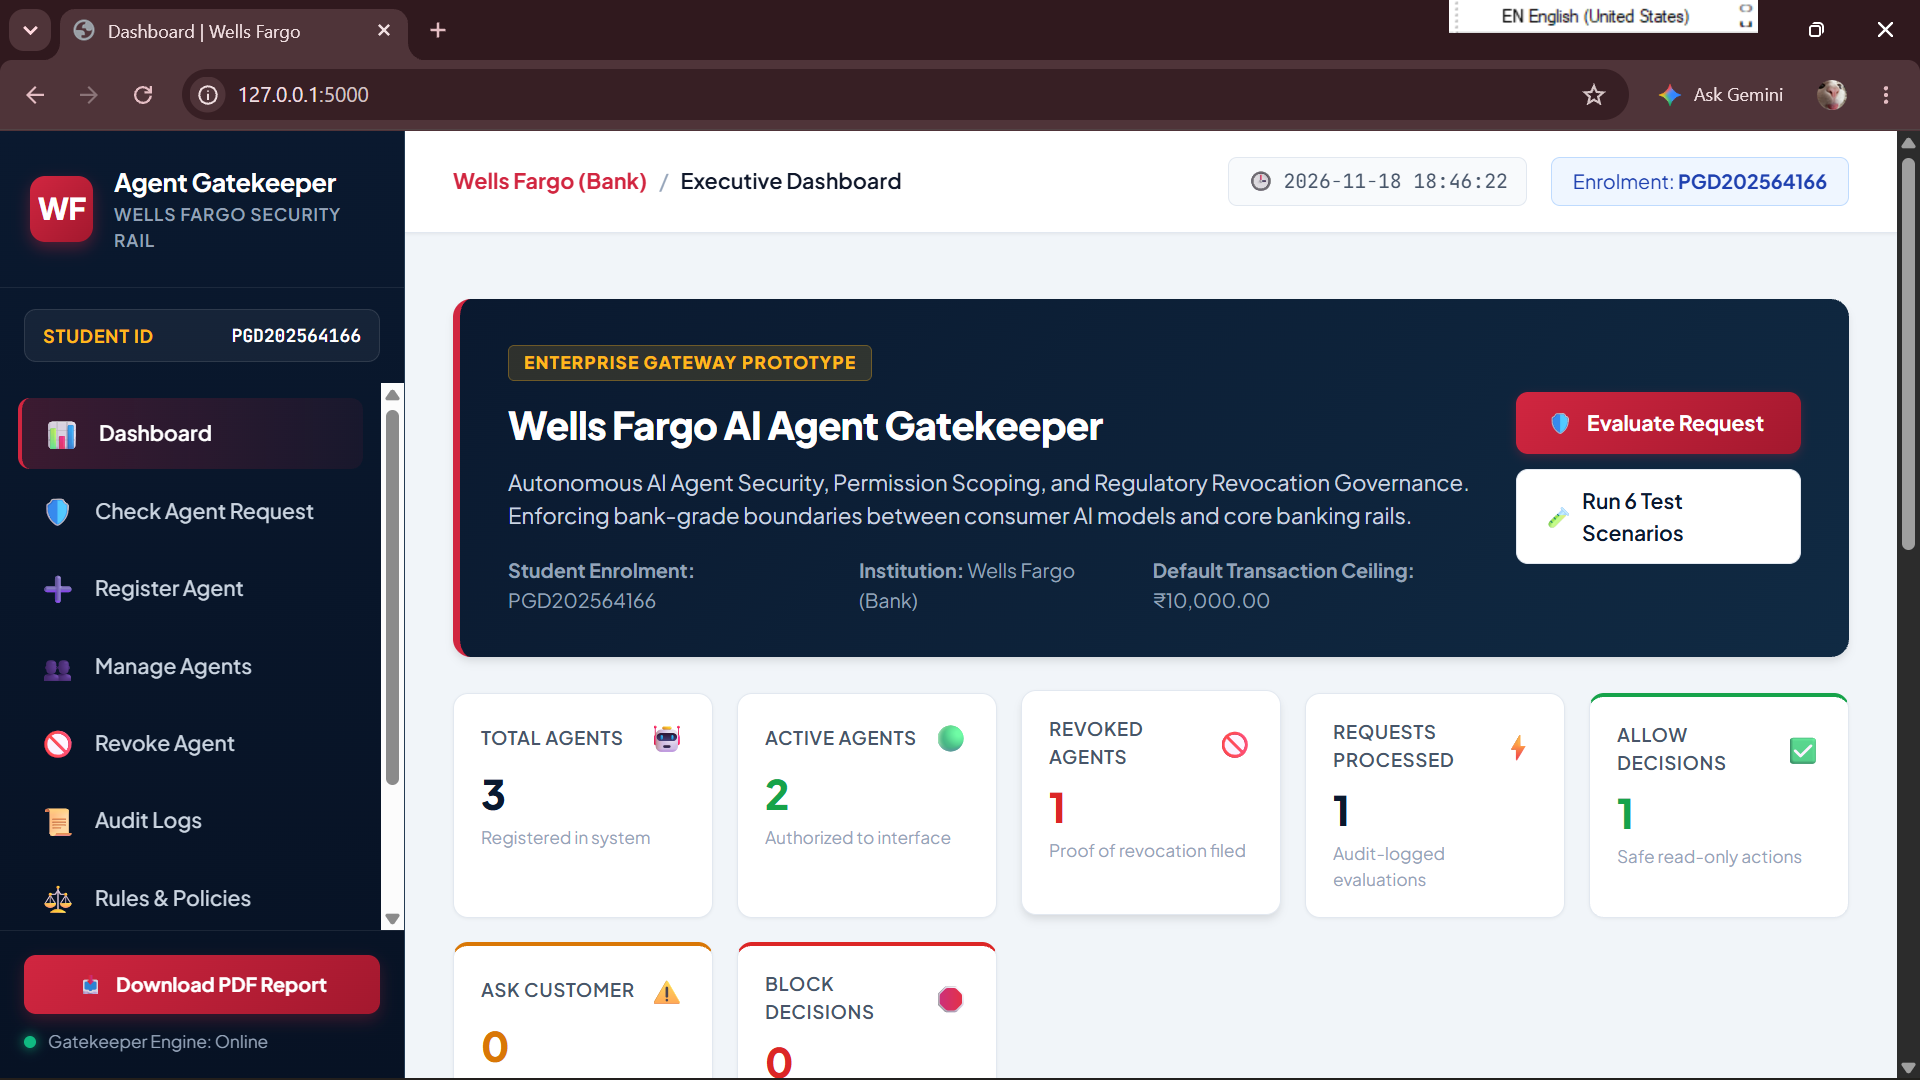 Dashboard | Wells Fargo
EN English (United States)
127.0.0.1:5000
Ask Gemini
WF
Agent Gatekeeper
WELLS FARGO SECURITY
RAIL
STUDENT ID PGD202564166
Dashboard
Check Agent Request
Register Agent
Manage Agents
Revoke Agent
Audit Logs
Rules & Policies
Download PDF Report
Gatekeeper Engine: Online
Wells Fargo (Bank) / Executive Dashboard
2026-11-18 18:46:22
Enrolment: PGD202564166
ENTERPRISE GATEWAY PROTOTYPE
Wells Fargo AI Agent Gatekeeper
Autonomous AI Agent Security, Permission Scoping, and Regulatory Revocation Governance.
Enforcing bank-grade boundaries between consumer AI models and core banking rails.
Student Enrolment:
PGD202564166
Institution: Wells Fargo
(Bank)
Default Transaction Ceiling:
₹10,000.00
Evaluate Request
Run 6 Test
Scenarios
TOTAL AGENTS
3
Registered in system
ACTIVE AGENTS
2
Authorized to interface
REVOKED
AGENTS
1
Proof of revocation filed
REQUESTS
PROCESSED
1
Audit-logged
evaluations
ALLOW
DECISIONS
1
Safe read-only actions
ASK CUSTOMER
0
BLOCK
DECISIONS
0